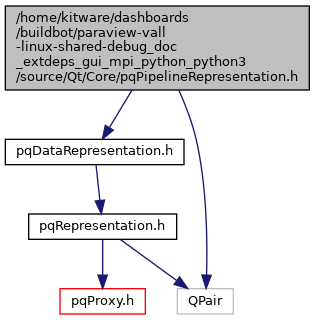 /home/kitware/dashboards
/buildbot/paraview-vall
-linux-shared-debug_doc
_extdeps_gui_mpi_python_python3
/source/Qt/Core/pqPipelineRepresentation.h
pqDataRepresentation.h
pqRepresentation.h
pqProxy.h
QPair